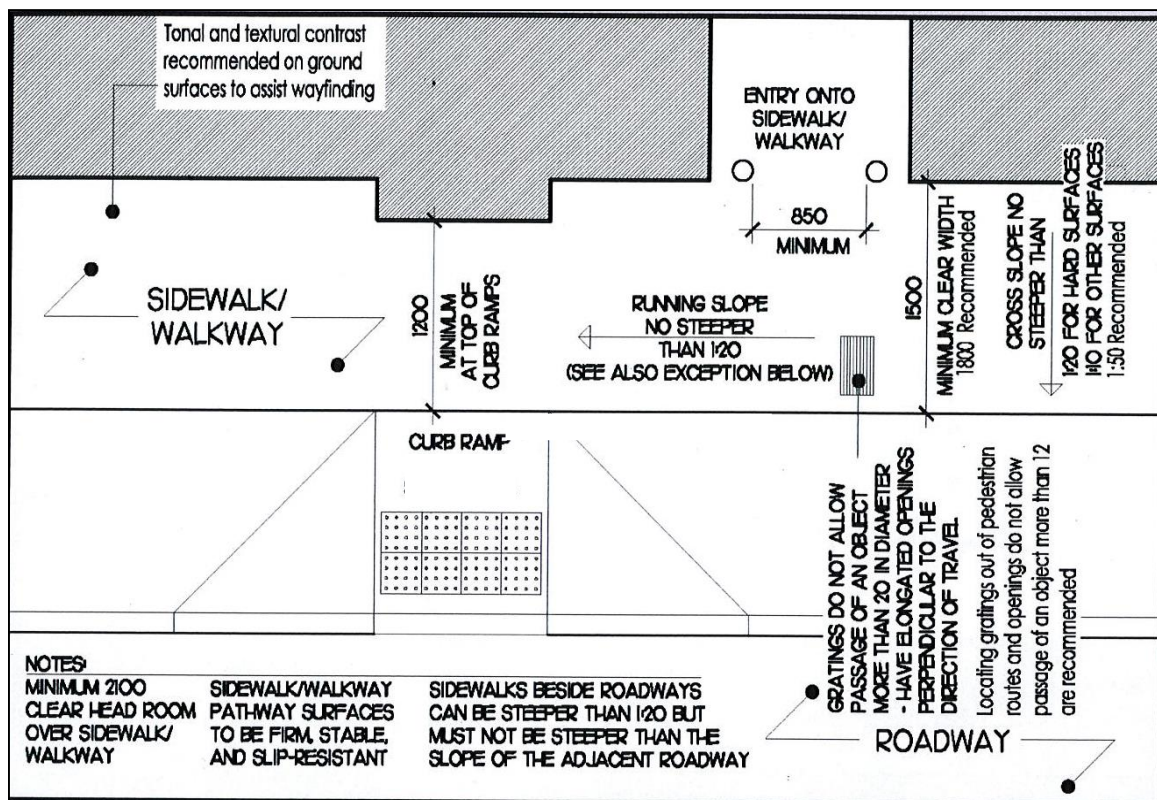 Tonal and textural contrast
recommended on ground
surfaces to assist wayfinding
ENTRY ONTO
SIDEWALK/
WALKWAY
850
MINIMUM
SIDEWALK/
WALKWAY
1200
MINIMUM
AT TOP OF
CURB RAMPS
RUNNING SLOPE
NO STEEPER
THAN 1:20
(SEE ALSO EXCEPTION BELOW)
1500
MINIMUM CLEAR WIDTH
1800 Recommended
CROSS SLOPE NO
STEEPER THAN
1:20 FOR HARD SURFACES
1:10 FOR OTHER SURFACES
1:50 Recommended
CURB RAMP
GRATINGS DO NOT ALLOW
PASSAGE OF AN OBJECT
MORE THAN 20 IN DIAMETER
- HAVE ELONGATED OPENINGS
PERPENDICULAR TO THE
DIRECTION OF TRAVEL
Locating gratings out of pedestrian
routes and openings do not allow
passage of an object more than 12
are recommended
NOTES:
MINIMUM 2100
CLEAR HEAD ROOM
OVER SIDEWALK/
WALKWAY
SIDEWALK/WALKWAY
PATHWAY SURFACES
TO BE FIRM, STABLE,
AND SLIP-RESISTANT
SIDEWALKS BESIDE ROADWAYS
CAN BE STEEPER THAN 1:20 BUT
MUST NOT BE STEEPER THAN THE
SLOPE OF THE ADJACENT ROADWAY
ROADWAY